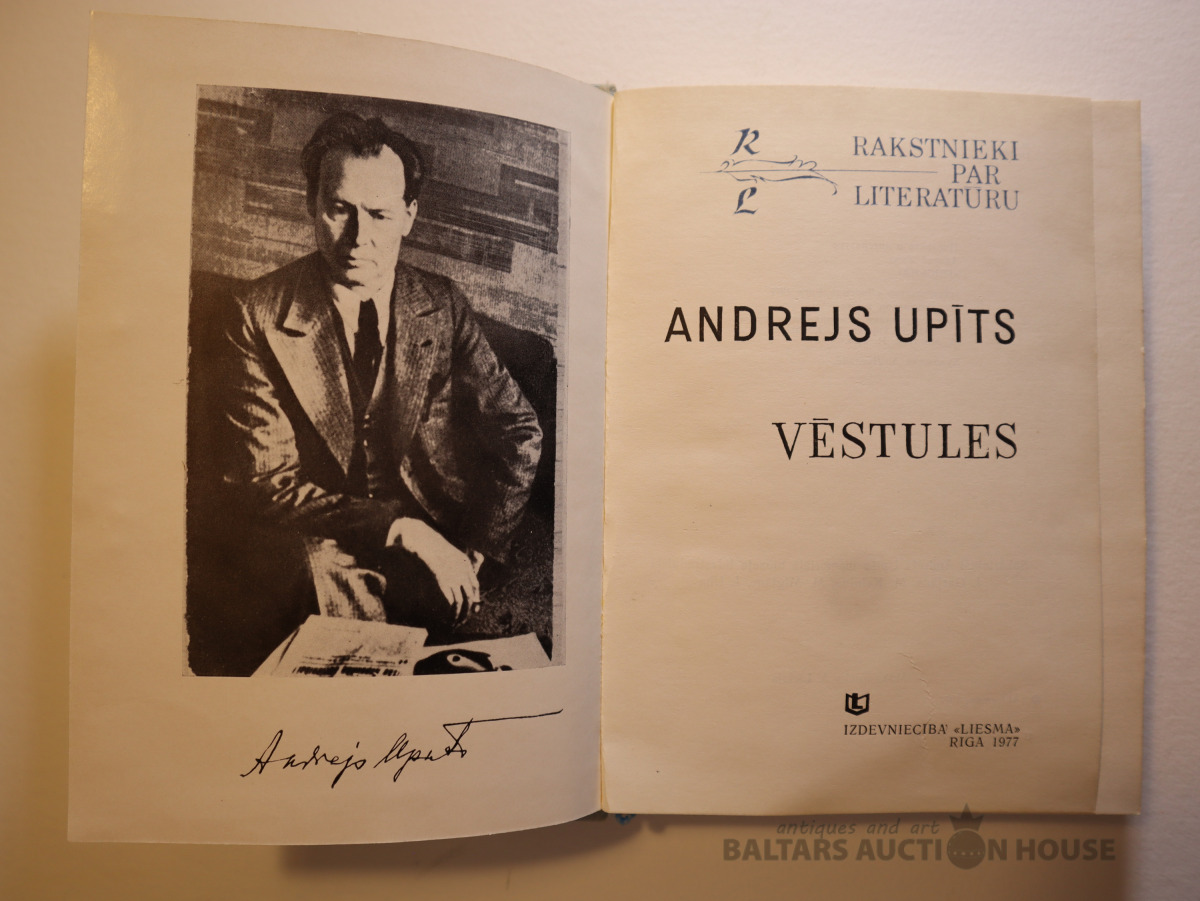 Andrejs Upīts
R
L
RAKSTNIEKI
PAR
LITERATŪRU
ANDREJS UPĪTS
VĒSTULES
IZDEVNIECĪBA «LIESMA»
RĪGA 1977
antiques and art
BALTARS AUCTION HOUSE